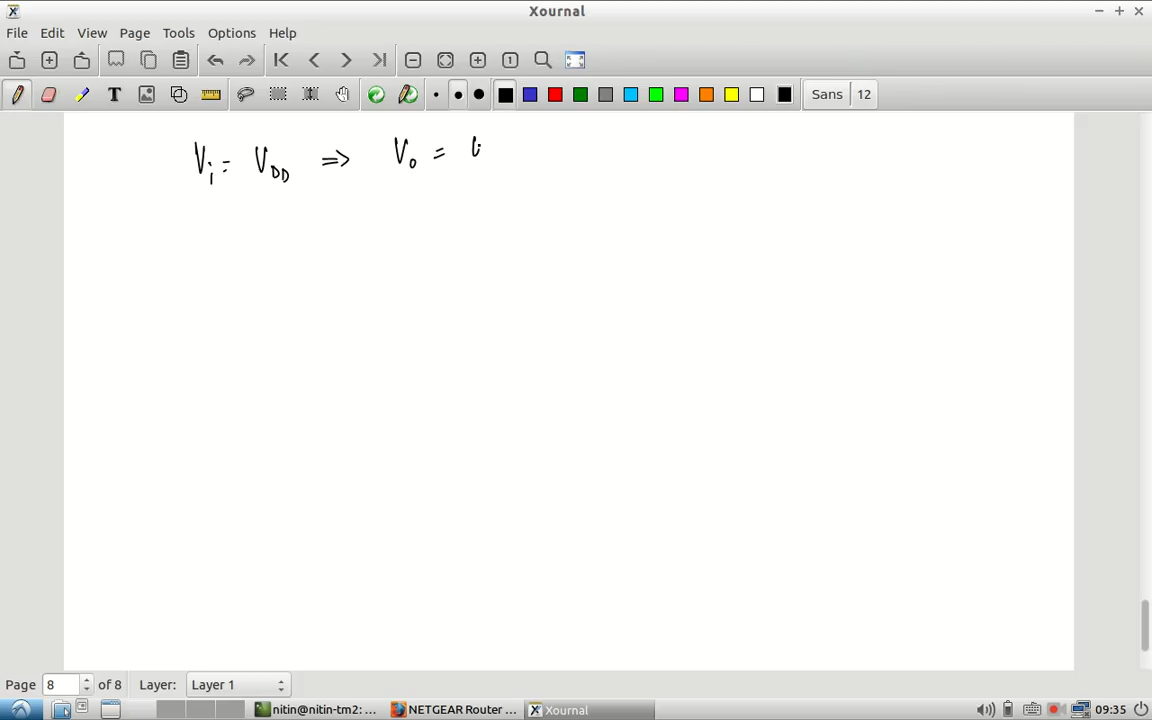 Xournal
File Edit View Page Tools Options Help
Sans 12
Vi = VDD => Vo =
Page 8 of 8 Layer: Layer 1
nitin@nitin-tm2: ... NETGEAR Router ... Xournal 09:35